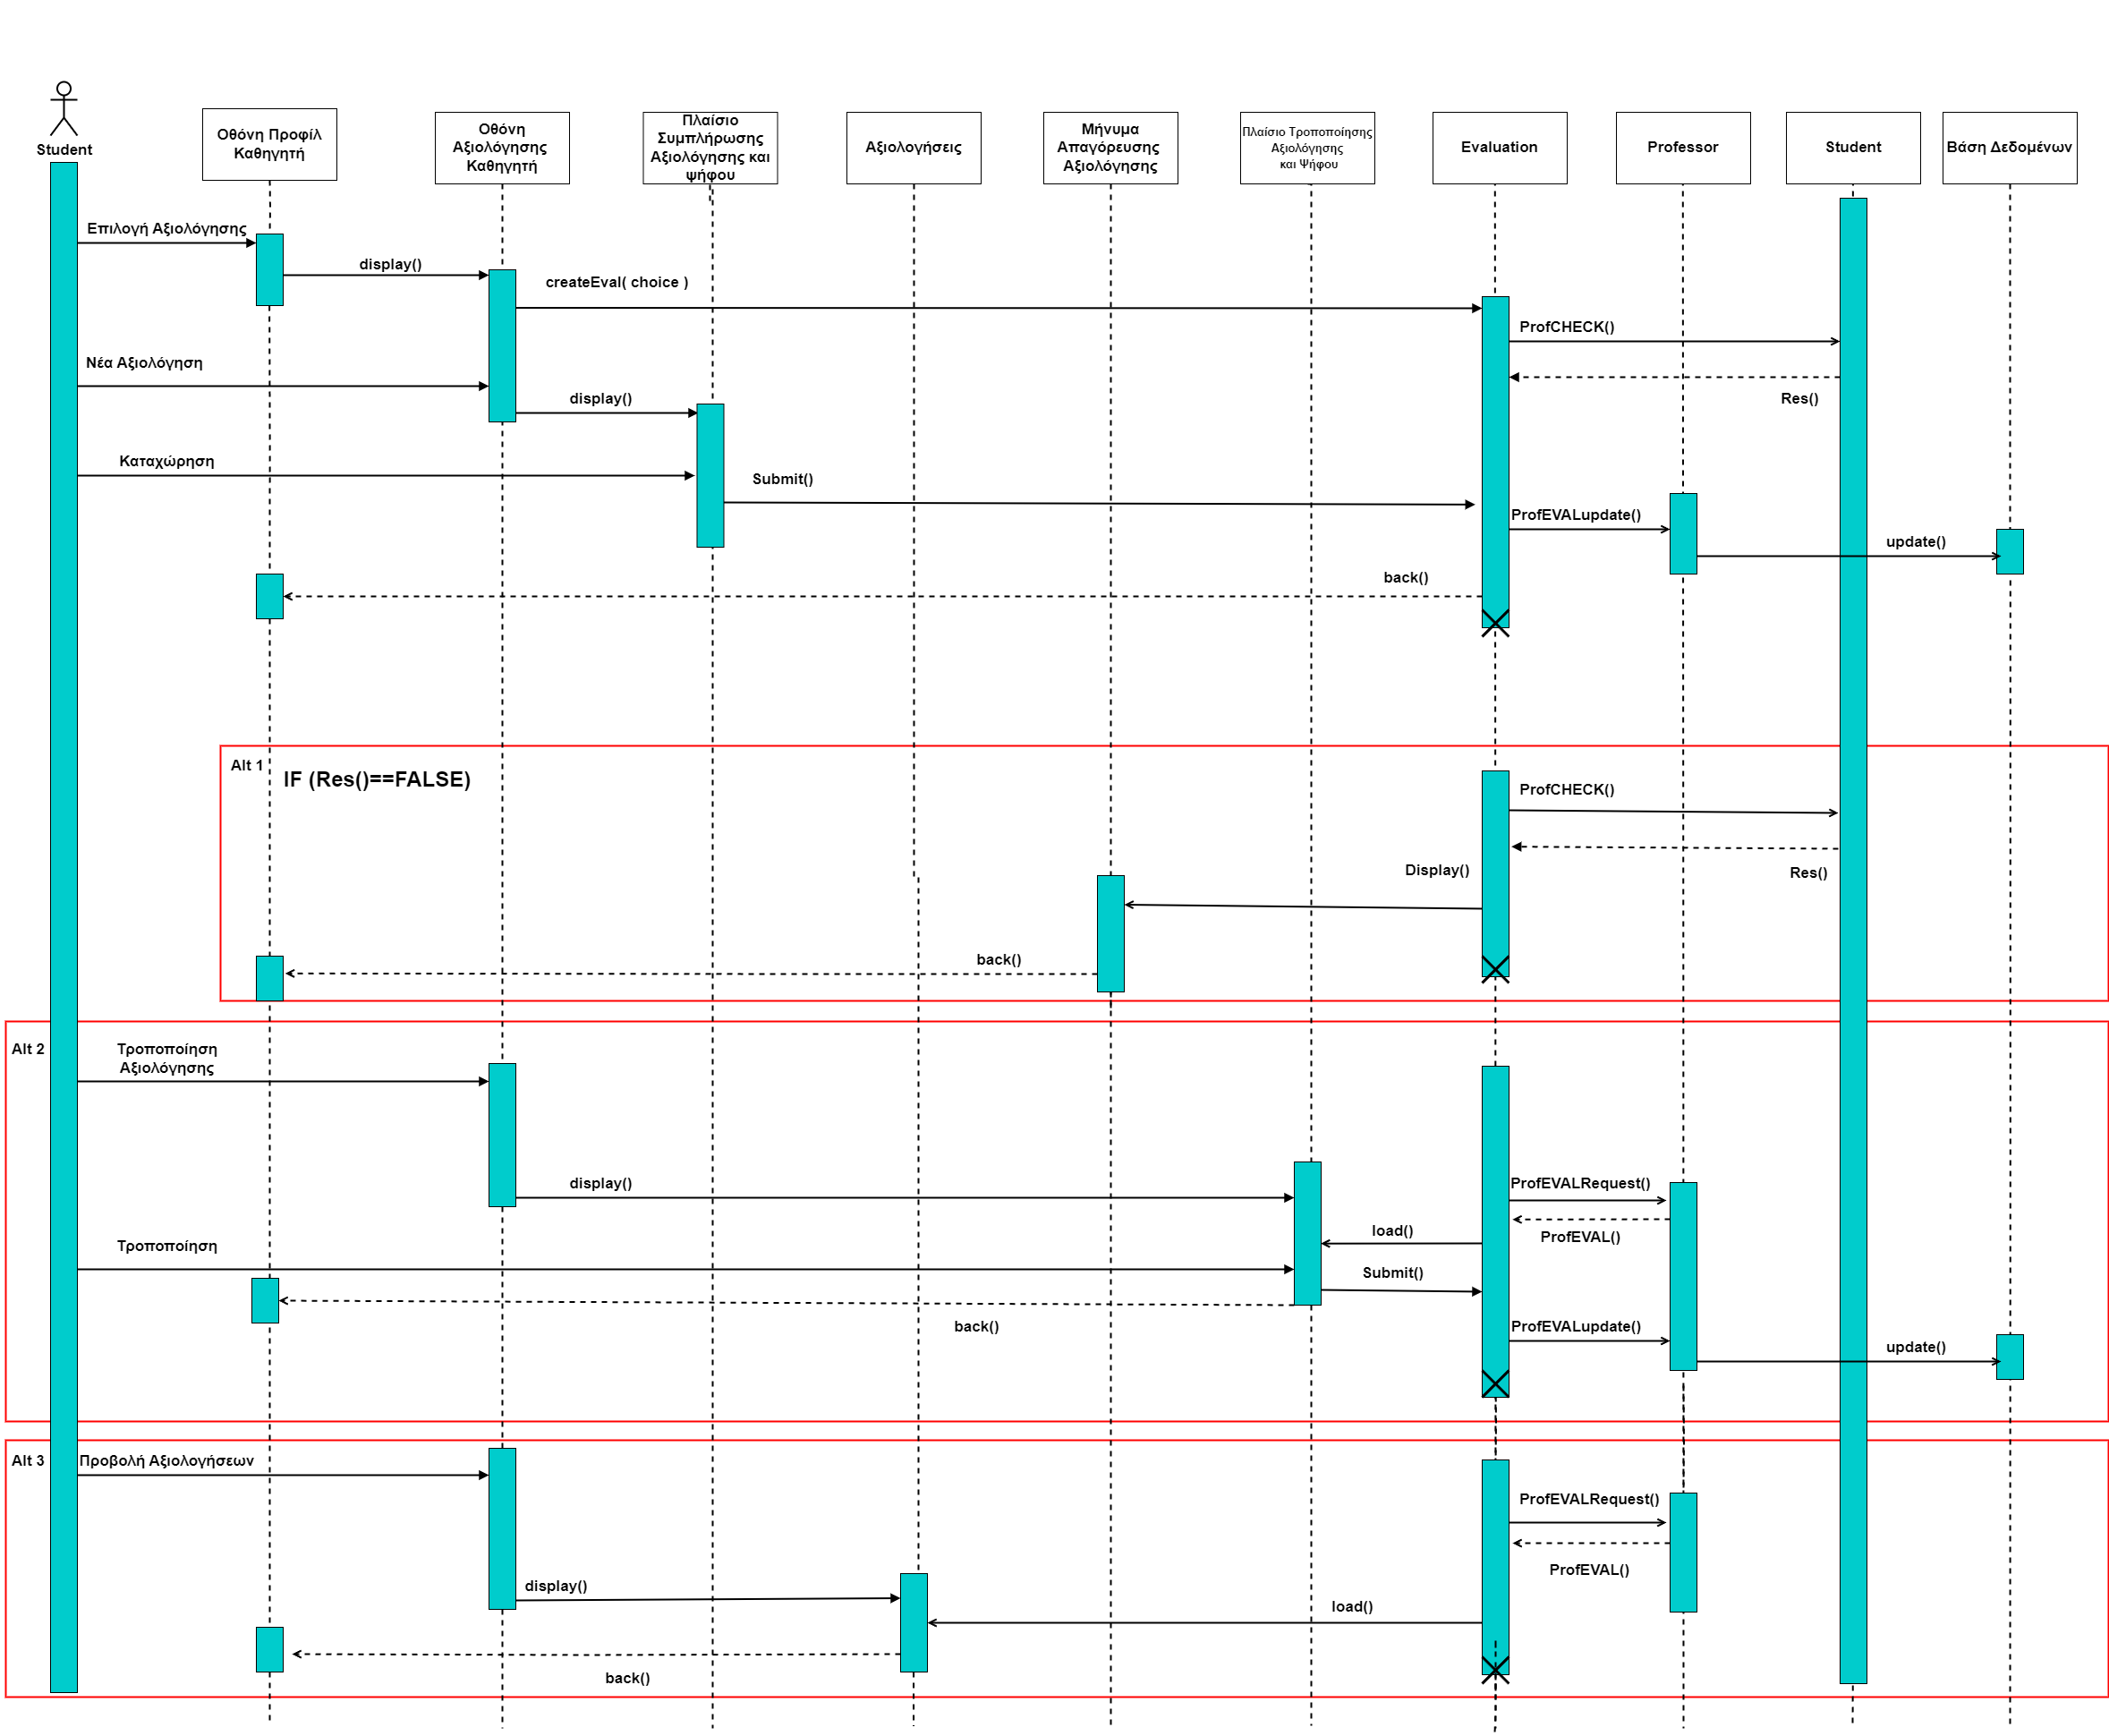 Student
Οθόνη Προφίλ
Καθηγητή
Οθόνη
Αξιολόγησης
Καθηγητή
Πλαίσιο
Συμπλήρωσης
Αξιολόγησης και
ψήφου
Αξιολογήσεις
Μήνυμα
Απαγόρευσης
Αξιολόγησης
Πλαίσιο Τροποποίησης
Αξιολόγησης
και Ψήφου
Evaluation
Professor
Student
Βάση Δεδομένων
Επιλογή Αξιολόγησης
display()
createEval( choice )
ProfCHECK()
Νέα Αξιολόγηση
display()
Res()
Καταχώρηση
Submit()
ProfEVALupdate()
update()
back()
Alt 1
IF (Res()==FALSE)
ProfCHECK()
Display()
Res()
back()
Alt 2
Τροποποίηση
Αξιολόγησης
display()
ProfEVALRequest()
load()
ProfEVAL()
Τροποποίηση
Submit()
back()
ProfEVALupdate()
update()
Alt 3
Προβολή Αξιολογήσεων
ProfEVALRequest()
ProfEVAL()
display()
load()
back()